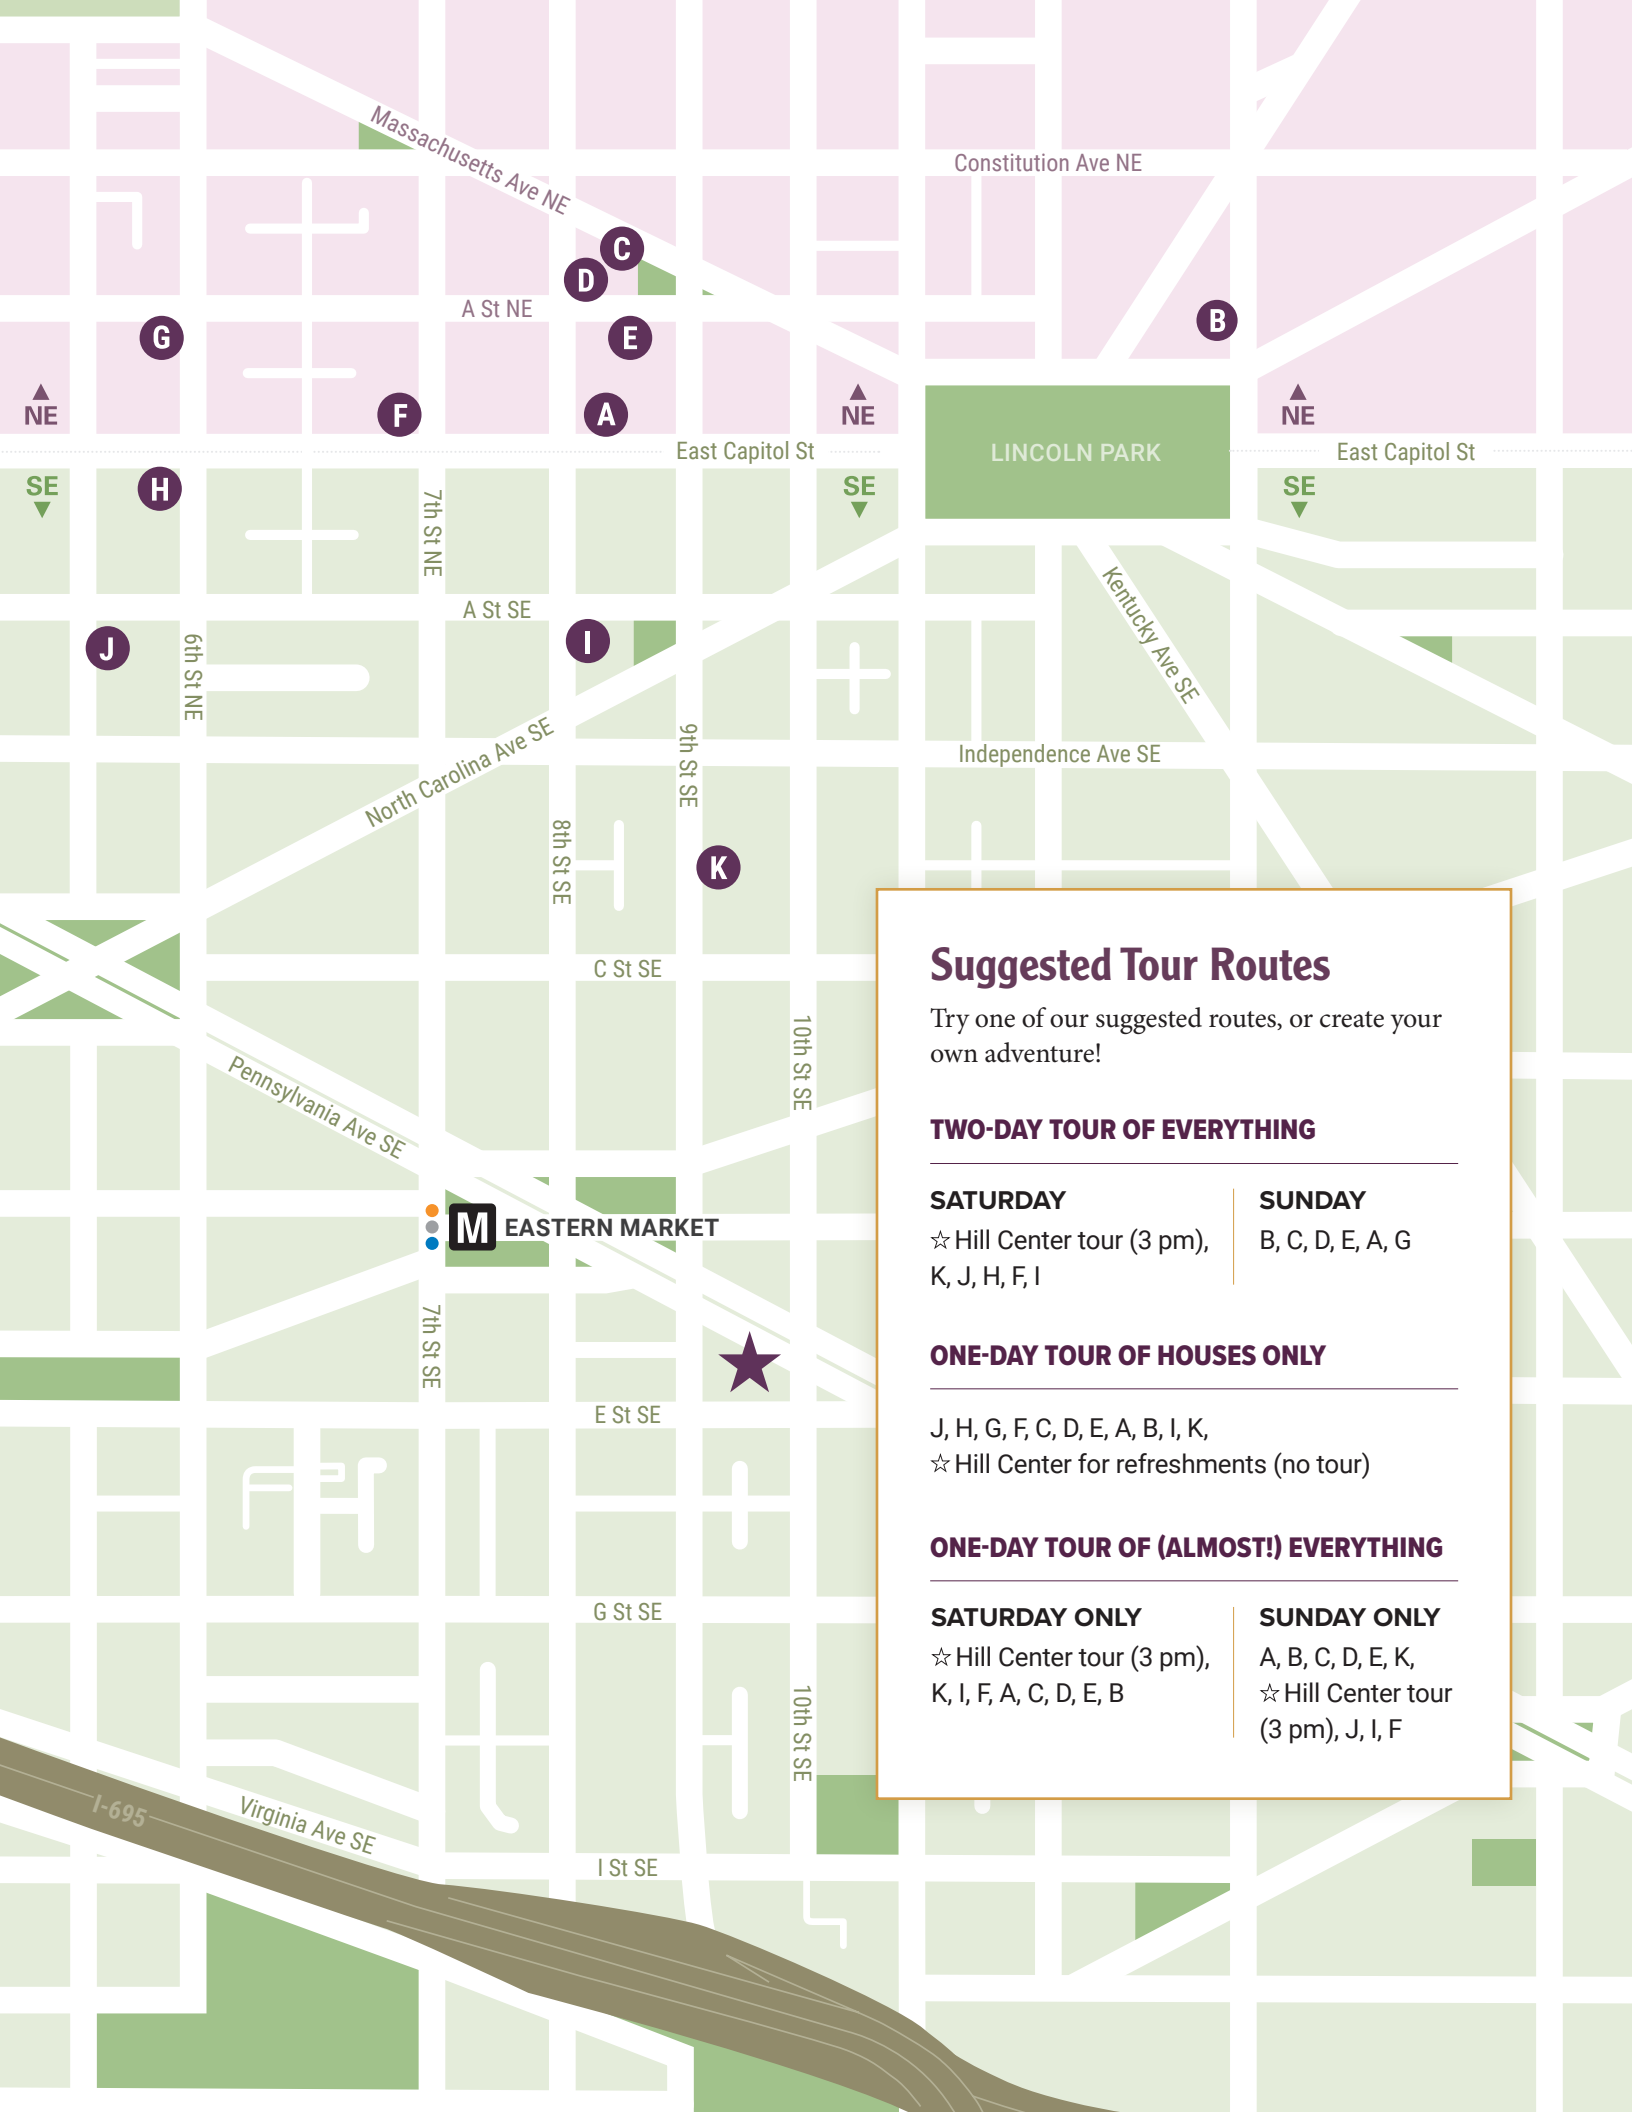 Massachusetts Ave NE
Constitution Ave NE
C
D
A St NE
B
G
E
NE
F
A
NE
NE
East Capitol St
LINCOLN PARK
East Capitol St
SE
H
SE
SE
7th St NE
Kentucky Ave SE
A St SE
J
6th St NE
I
North Carolina Ave SE
9th St SE
Independence Ave SE
8th St SE
K
C St SE
10th St SE
Pennsylvania Ave SE
M EASTERN MARKET
7th St SE
E St SE
G St SE
10th St SE
I-695
Virginia Ave SE
I St SE
Suggested Tour Routes
Try one of our suggested routes, or create your
own adventure!
TWO-DAY TOUR OF EVERYTHING
SATURDAY
☆Hill Center tour (3 pm),
K, J, H, F, I
SUNDAY
B, C, D, E, A, G
ONE-DAY TOUR OF HOUSES ONLY
J, H, G, F, C, D, E, A, B, I, K,
☆Hill Center for refreshments (no tour)
ONE-DAY TOUR OF (ALMOST!) EVERYTHING
SATURDAY ONLY
☆Hill Center tour (3 pm),
K, I, F, A, C, D, E, B
SUNDAY ONLY
A, B, C, D, E, K,
☆Hill Center tour
(3 pm), J, I, F